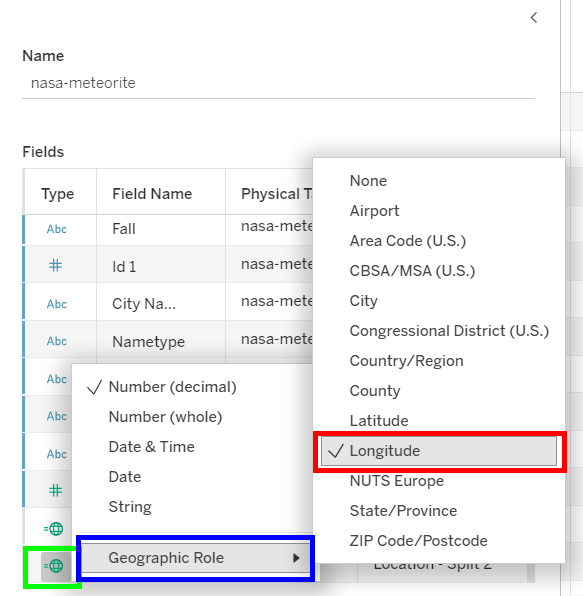 Name
nasa-meteorite
Fields
Type Field Name Physical Ta
Abc Fall nasa-mete
# Id 1 nasa-mete
Abc City Na... nasa-mete
Abc Nametype nasa-mete
Abc
Abc
Abc
#
=
=
Number (decimal)
Number (whole)
Date & Time
Date
String
Geographic Role
None
Airport
Area Code (U.S.)
CBSA/MSA (U.S.)
City
Congressional District (U.S.)
Country/Region
County
Latitude
Longitude
NUTS Europe
State/Province
ZIP Code/Postcode
Location - Split 2